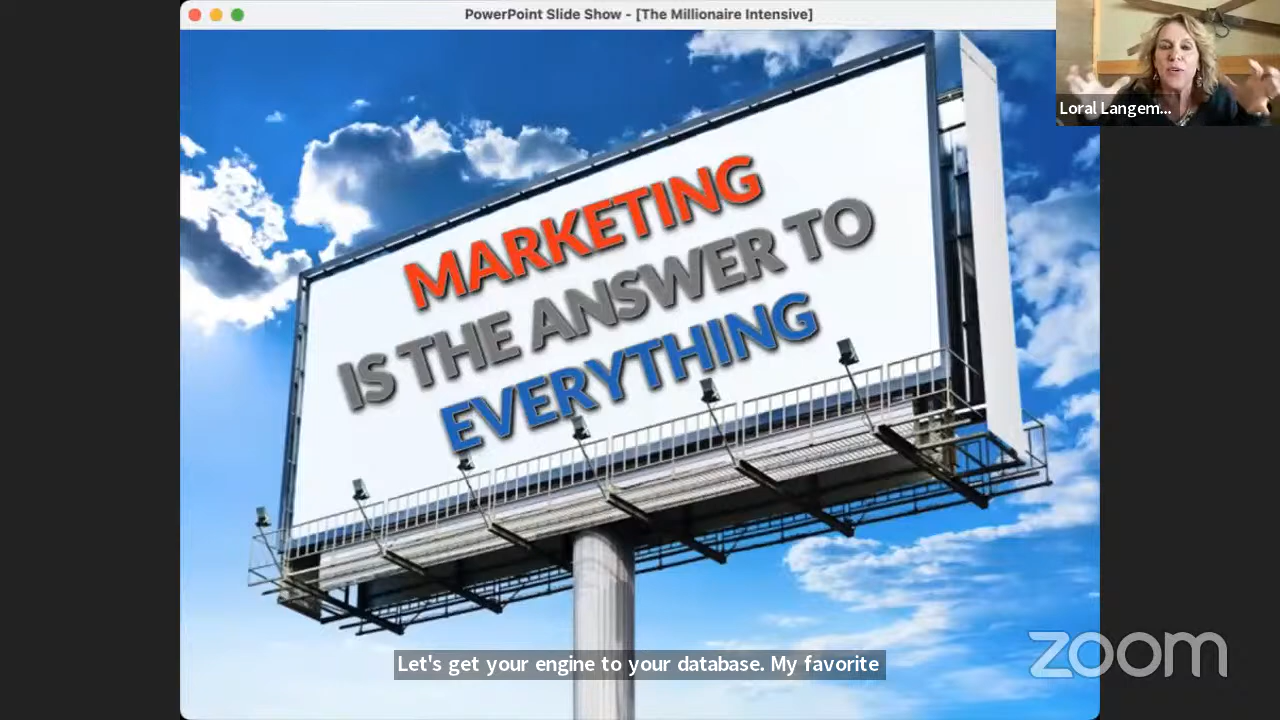 PowerPoint Slide Show - [The Millionaire Intensive]
Loral Langem...
MARKETING
IS THE ANSWER TO
EVERYTHING
Let's get your engine to your database. My favorite
zoom